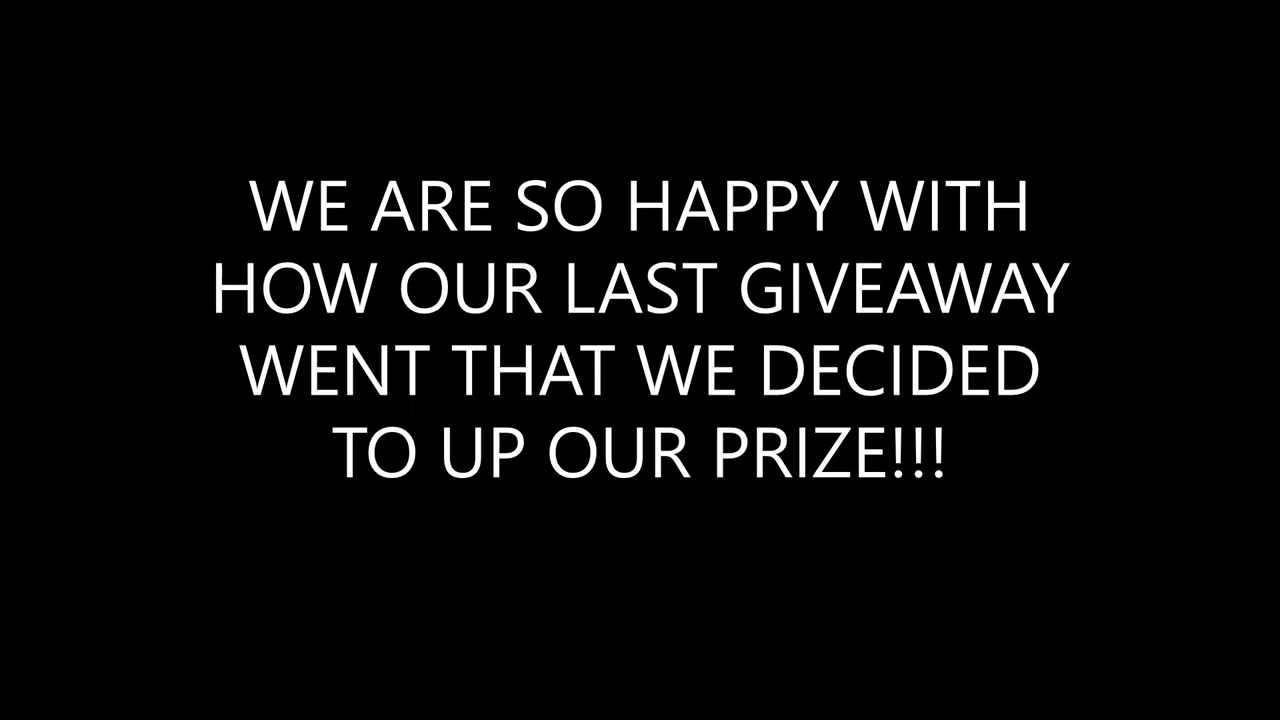 WE ARE SO HAPPY WITH
HOW OUR LAST GIVEAWAY
WENT THAT WE DECIDED
TO UP OUR PRIZE!!!